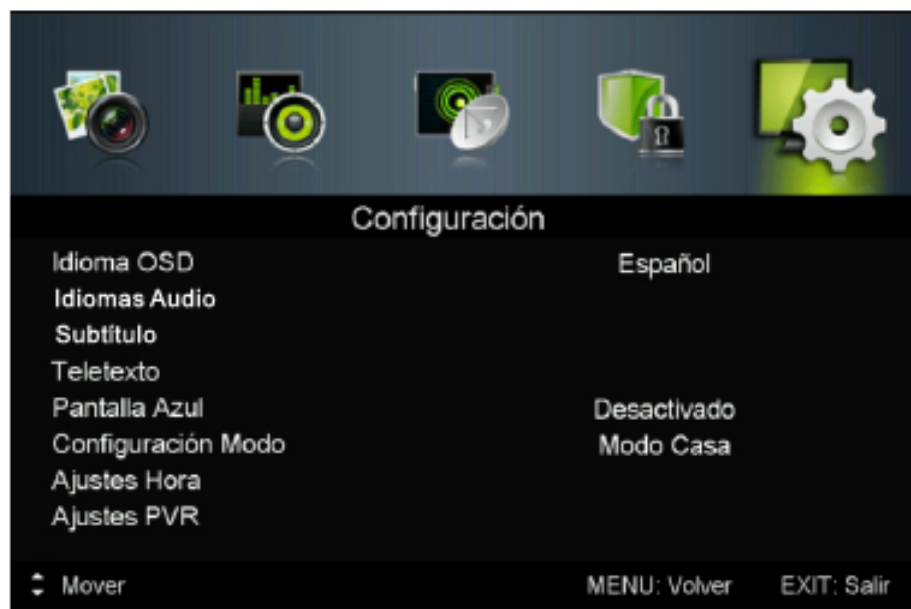 Configuración
Idioma OSD Español
Idiomas Audio
Subtítulo
Teletexto
Pantalla Azul Desactivado
Configuración Modo Modo Casa
Ajustes Hora
Ajustes PVR
Mover MENU: Volver EXIT: Salir